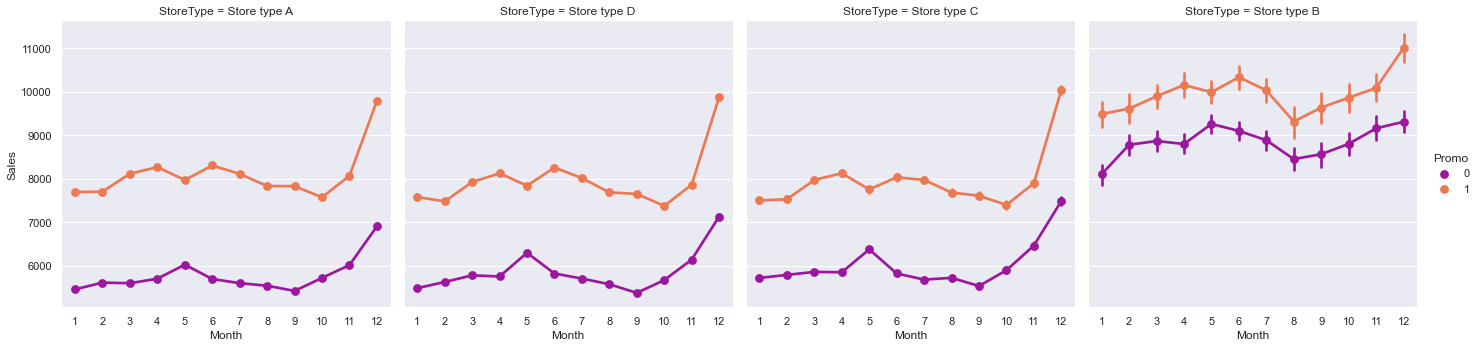 StoreType = Store type A
StoreType = Store type D
StoreType = Store type C
StoreType = Store type B
11000
10000
9000
8000
7000
6000
Sales
1 2 3 4 5 6 7 8 9 10 11 12
Month
1 2 3 4 5 6 7 8 9 10 11 12
Month
1 2 3 4 5 6 7 8 9 10 11 12
Month
1 2 3 4 5 6 7 8 9 10 11 12
Month
Promo
0
1